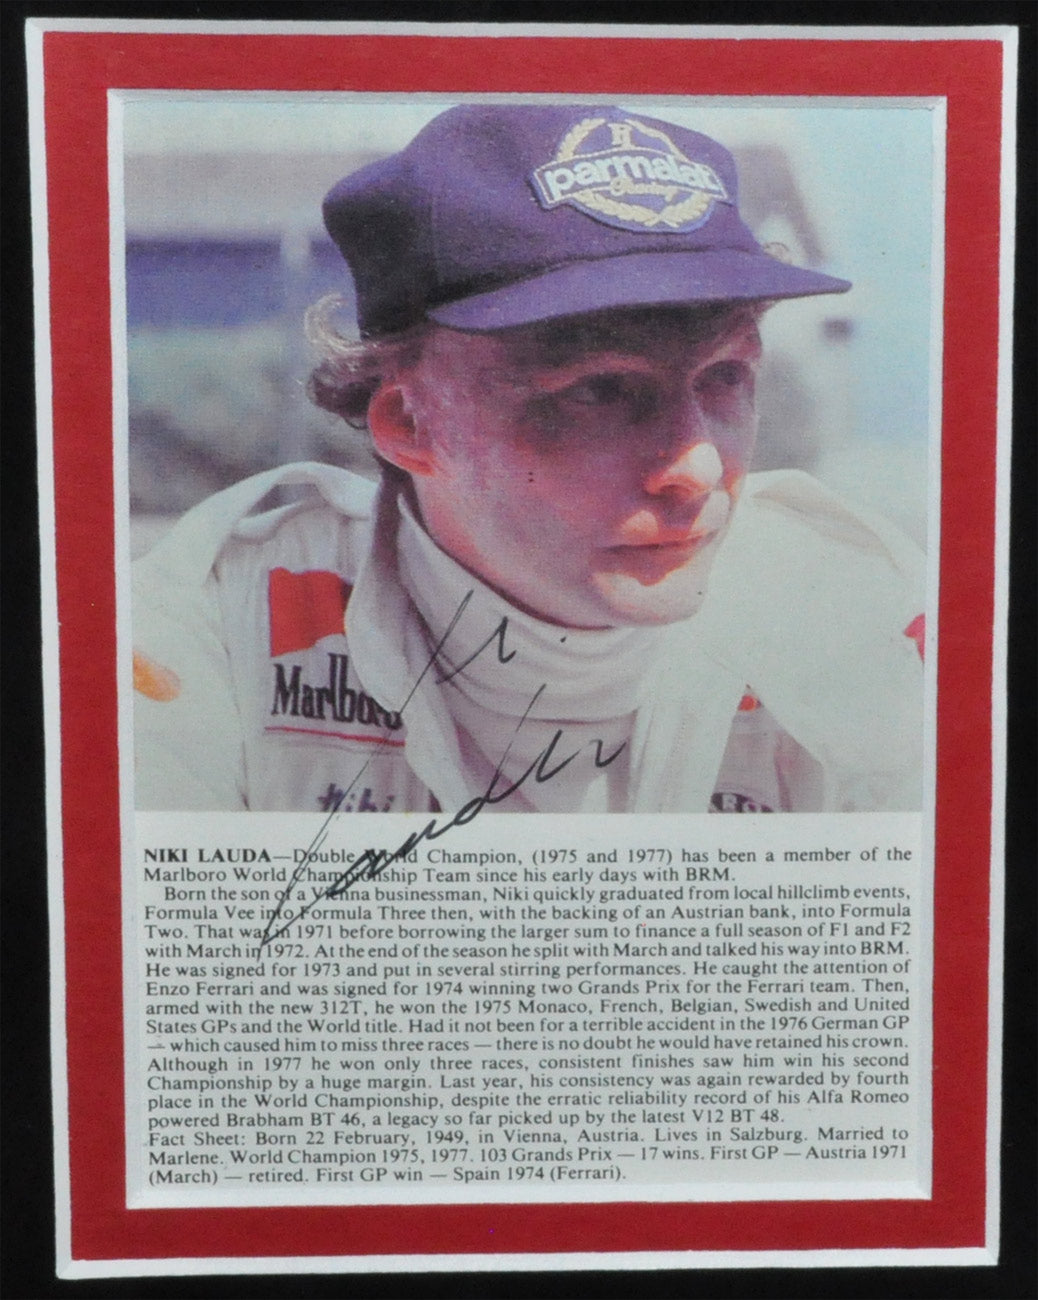 parmalat
Racing
Marlboro
Niki
Niki
Lauda
NIKI LAUDA—Double World Champion, (1975 and 1977) has been a member of the
Marlboro World Championship Team since his early days with BRM.
Born the son of a Vienna businessman, Niki quickly graduated from local hillclimb events,
Formula Vee into Formula Three then, with the backing of an Austrian bank, into Formula
Two. That was in 1971 before borrowing the larger sum to finance a full season of F1 and F2
with March in 1972. At the end of the season he split with March and talked his way into BRM.
He was signed for 1973 and put in several stirring performances. He caught the attention of
Enzo Ferrari and was signed for 1974 winning two Grands Prix for the Ferrari team. Then,
armed with the new 312T, he won the 1975 Monaco, French, Belgian, Swedish and United
States GPs and the World title. Had it not been for a terrible accident in the 1976 German GP
— which caused him to miss three races — there is no doubt he would have retained his crown.
Although in 1977 he won only three races, consistent finishes saw him win his second
Championship by a huge margin. Last year, his consistency was again rewarded by fourth
place in the World Championship, despite the erratic reliability record of his Alfa Romeo
powered Brabham BT 46, a legacy so far picked up by the latest V12 BT 48.
Fact Sheet: Born 22 February, 1949, in Vienna, Austria. Lives in Salzburg. Married to
Marlene. World Champion 1975, 1977. 103 Grands Prix — 17 wins. First GP — Austria 1971
(March) — retired. First GP win — Spain 1974 (Ferrari).